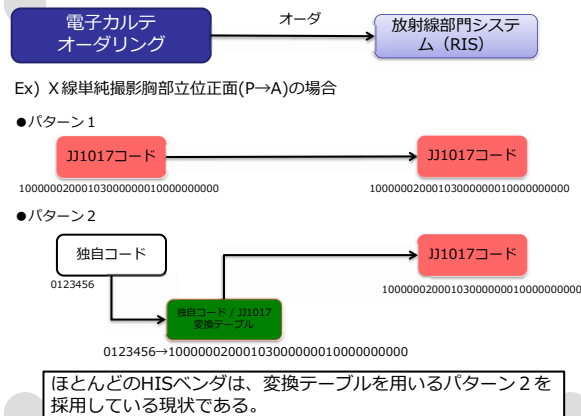 電子カルテ
オーダリング
オーダ
放射線部門システ
ム（RIS）
Ex) Ｘ線単純撮影胸部立位正面(P→A)の場合
●パターン１
JJ1017コード
JJ1017コード
10000002000103000000010000000000
10000002000103000000010000000000
●パターン２
独自コード
JJ1017コード
0123456
10000002000103000000010000000000
独自コード / JJ1017
変換テーブル
0123456→10000002000103000000010000000000
ほとんどのHISベンダは、変換テーブルを用いるパターン２を
採用している現状である。